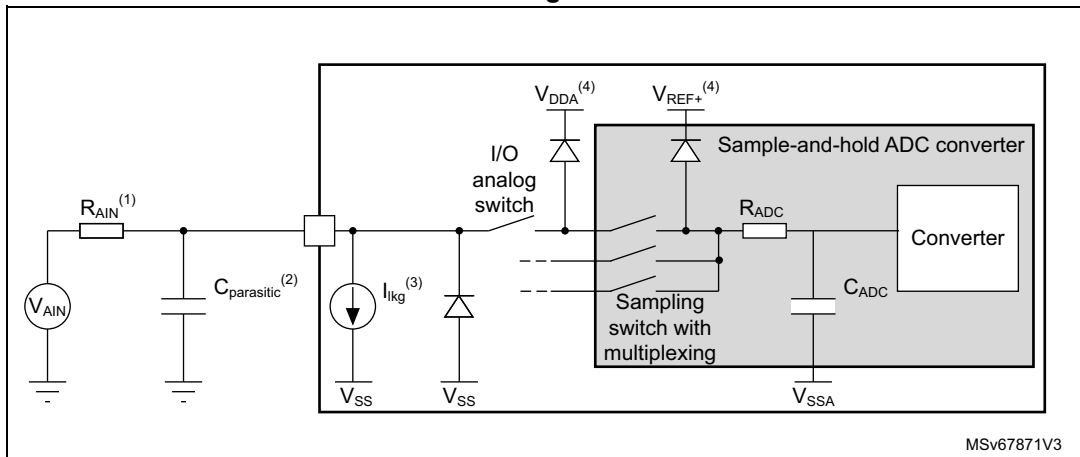 g
V_DDA^(4)
V_REF+^(4)
Sample-and-hold ADC converter
I/O
analog
switch
R_AIN^(1)
R_ADC
Converter
V_AIN
C_parasitic^(2)
I_lkg^(3)
C_ADC
Sampling
switch with
multiplexing
V_SS
V_SS
V_SSA
MSv67871V3